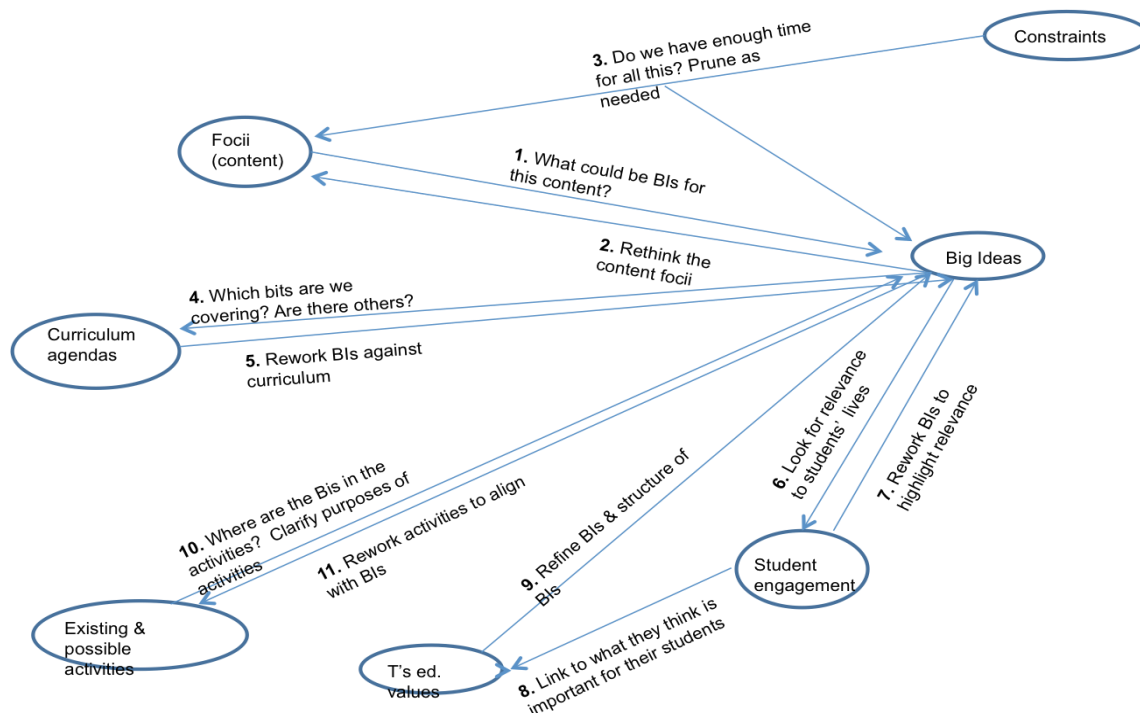 Constraints
3. Do we have enough time
for all this? Prune as
needed
Focii
(content)
1. What could be BIs for
this content?
2. Rethink the
content focii
Big Ideas
4. Which bits are we
covering? Are there others?
Curriculum
agendas
5. Rework BIs against
curriculum
6. Look for relevance
to students' lives
7. Rework BIs to
highlight relevance
10. Where are the Bis in the
activities? Clarify purposes of
activities
11. Rework activities to align
with BIs
9. Refine BIs & structure of
BIs
Student
engagement
Existing &
possible
activities
T's ed.
values
8. Link to what they think is
important for their students